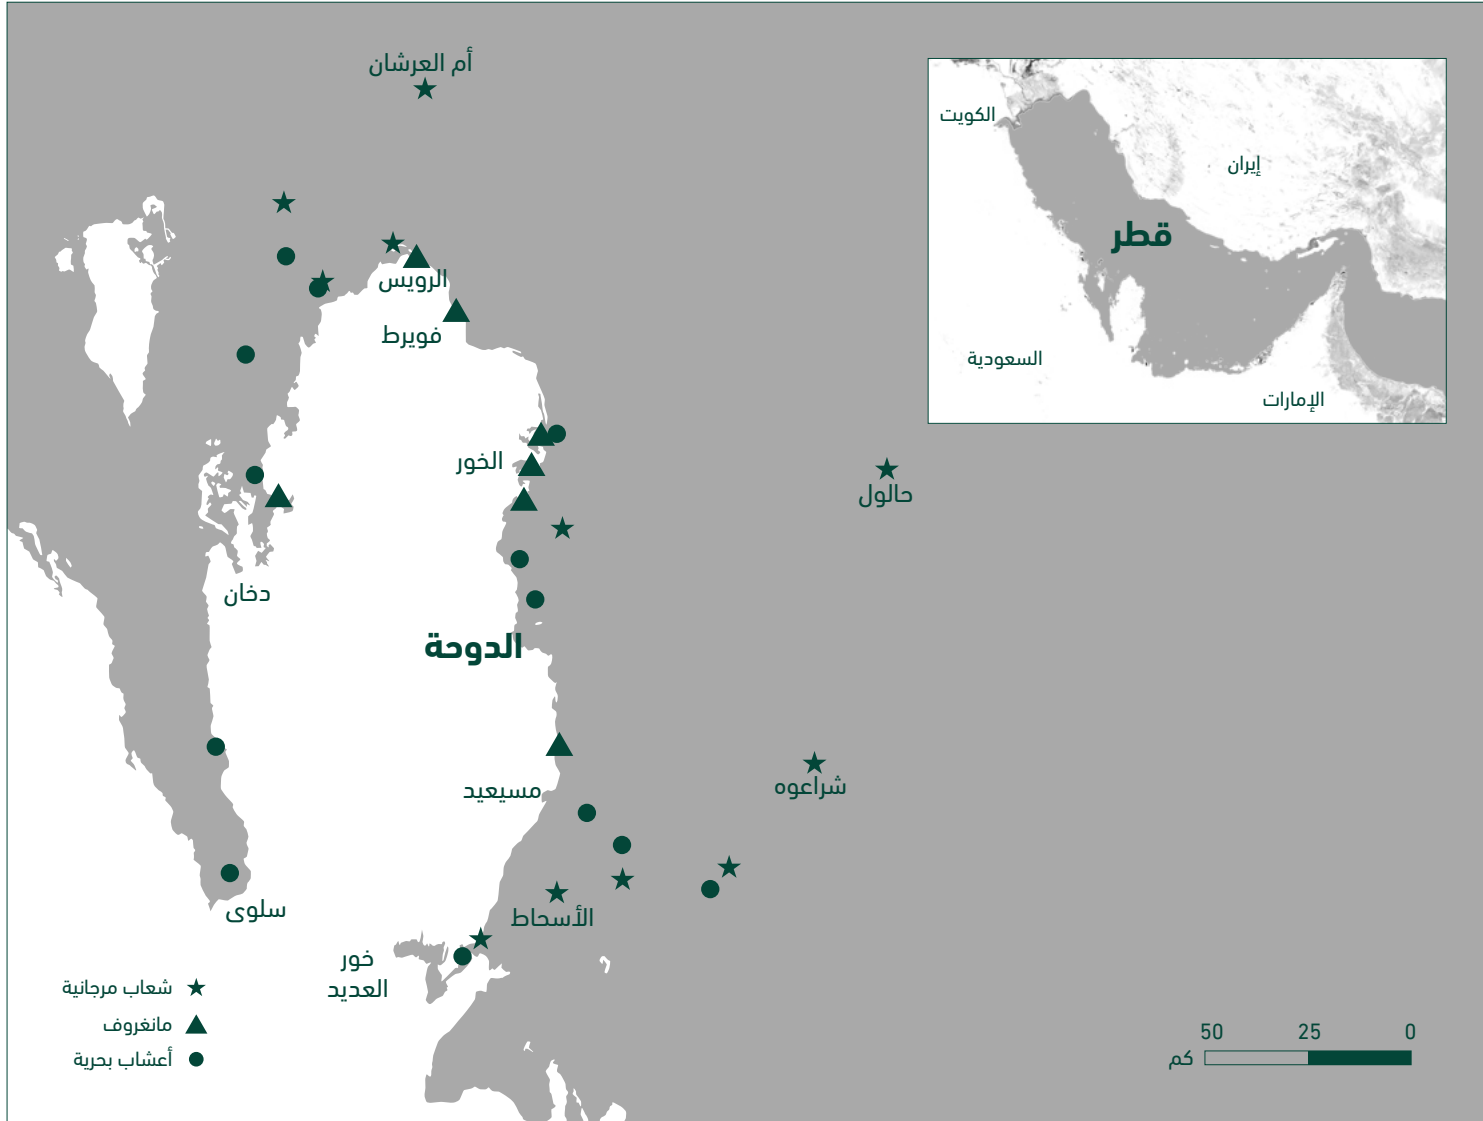 أم العرشان
الكويت
إيران
قطر
السعودية
الإمارات
الرويس
فويرط
الخور
حالول
دخان
الدوحة
شراعوه
مسيعيد
سلوى
الأسحاط
خور
العديد
شعاب مرجانية
مانغروف
أعشاب بحرية
50 25 0
كم